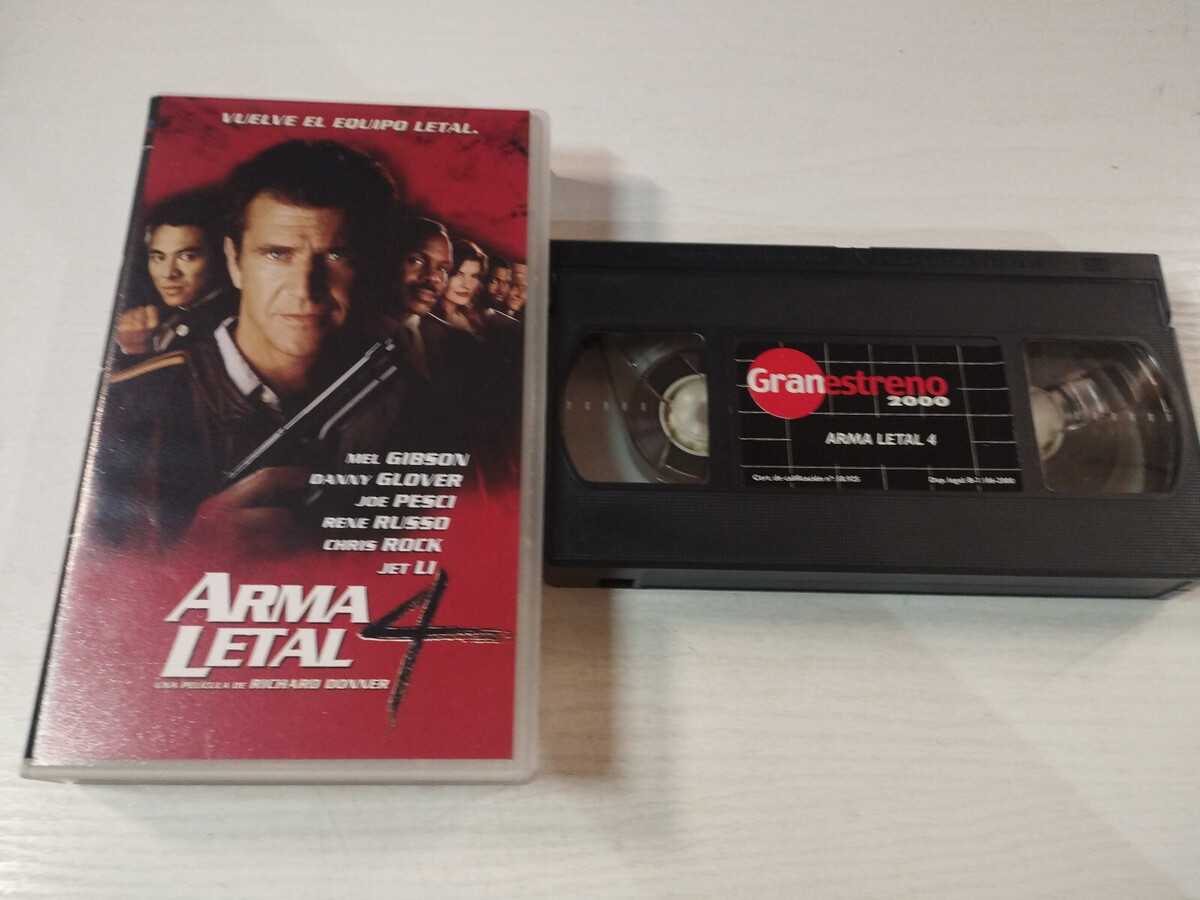 VUELVE EL EQUIPO LETAL.
MEL GIBSON
DANNY GLOVER
JOE PESCI
RENE RUSSO
CHRIS ROCK
JET LI
ARMA
LETAL 4
UNA PELÍCULA DE RICHARD DONNER
Granestreno
2000
ARMA LETAL 4